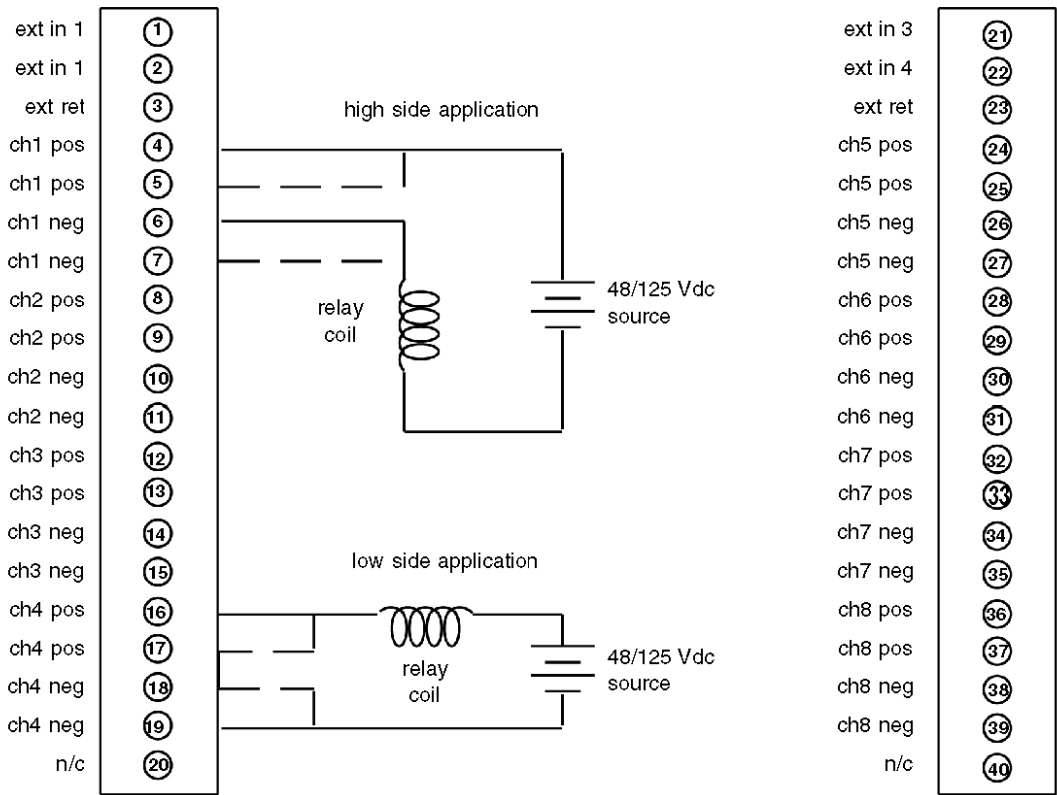 ext in 1 1
ext in 1 2
ext ret 3
ch1 pos 4
ch1 pos 5
ch1 neg 6
ch1 neg 7
ch2 pos 8
ch2 pos 9
ch2 neg 10
ch2 neg 11
ch3 pos 12
ch3 pos 13
ch3 neg 14
ch3 neg 15
ch4 pos 16
ch4 pos 17
ch4 neg 18
ch4 neg 19
n/c 20
high side application
relay
coil
48/125 Vdc
source
low side application
relay
coil
48/125 Vdc
source
ext in 3 21
ext in 4 22
ext ret 23
ch5 pos 24
ch5 pos 25
ch5 neg 26
ch5 neg 27
ch6 pos 28
ch6 pos 29
ch6 neg 30
ch6 neg 31
ch7 pos 32
ch7 pos 33
ch7 neg 34
ch7 neg 35
ch8 pos 36
ch8 pos 37
ch8 neg 38
ch8 neg 39
n/c 40